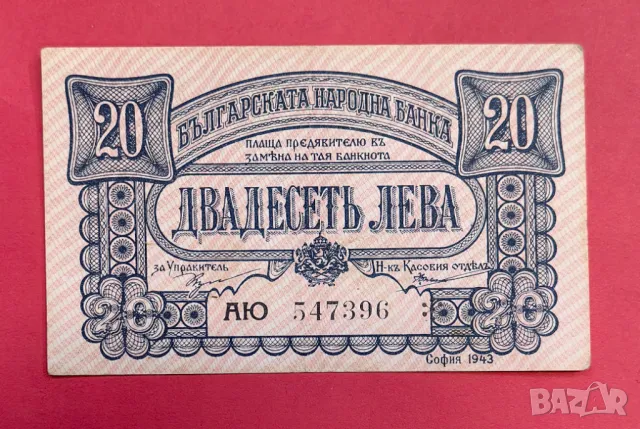 20 20
БЪЛГАРСКАТА НАРОДНА БАНКА
ПЛАЩА ПРЕДЯВИТЕЛЮ ВЪ
ЗАМѢНА НА ТАЯ БАНКНОТА
ДВАДЕСЕТЬ ЛЕВА
за Управитель Н-къ Касовия отдѣлъ
АЮ 547396
20 20
София 1943
BAZAR